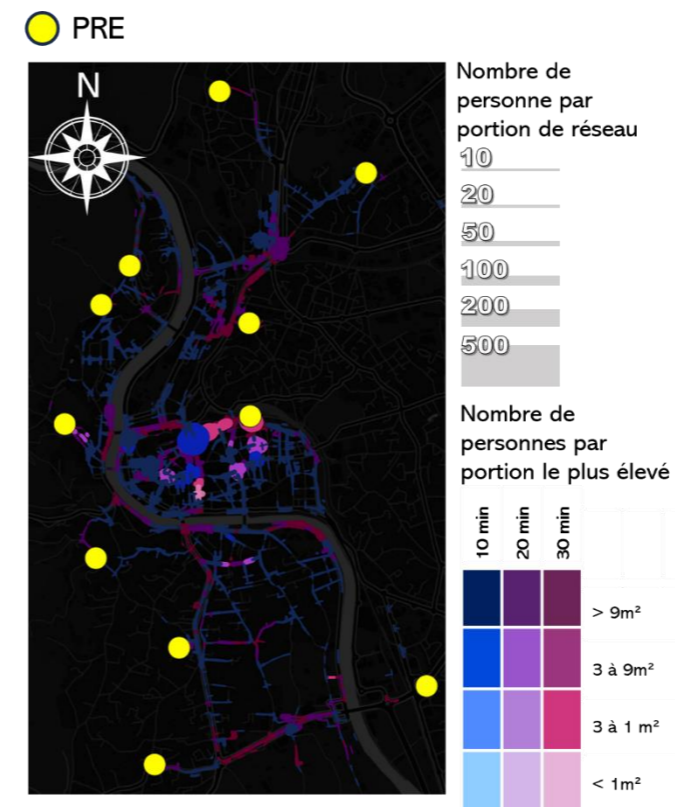 PRE
N
Nombre de
personne par
portion de réseau
10
20
50
100
200
500
Nombre de
personnes par
portion le plus élevé
10 min
20 min
30 min
> 9m²
3 à 9m²
3 à 1 m²
< 1m²